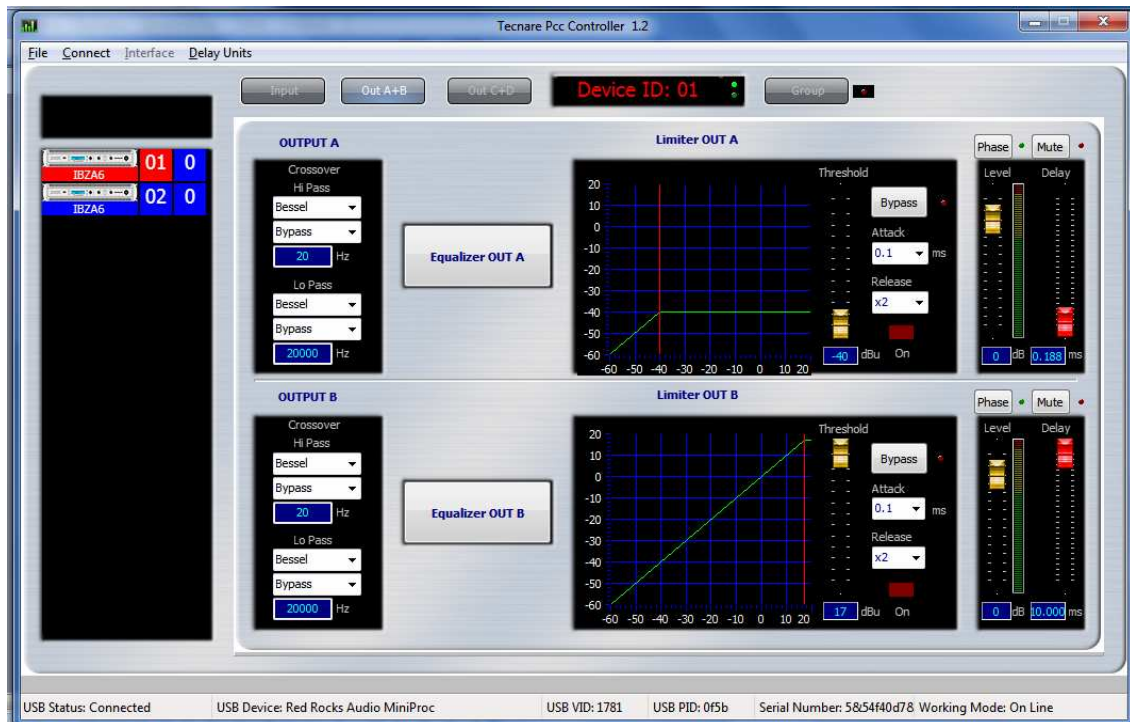 Tecnare Pcc Controller 1.2
File Connect Interface Delay Units
Input Out A+B Out C+D Device ID: 01 Group
IBZA6 01 0
IBZA6 02 0
OUTPUT A
Crossover
Hi Pass
Bessel
Bypass
20 Hz
Lo Pass
Bessel
Bypass
20000 Hz
Equalizer OUT A
Limiter OUT A
20
10
0
-10
-20
-30
-40
-50
-60
-60 -50 -40 -30 -20 -10 0 10 20
Threshold
-40 dBu
Bypass
Attack
0.1 ms
Release
x2
On
Phase Mute
Level Delay
0 dB 0.188 ms
OUTPUT B
Crossover
Hi Pass
Bessel
Bypass
20 Hz
Lo Pass
Bessel
Bypass
20000 Hz
Equalizer OUT B
Limiter OUT B
20
10
0
-10
-20
-30
-40
-50
-60
-60 -50 -40 -30 -20 -10 0 10 20
Threshold
17 dBu
Bypass
Attack
0.1 ms
Release
x2
On
Phase Mute
Level Delay
0 dB 10.000 ms
USB Status: Connected USB Device: Red Rocks Audio MiniProc USB VID: 1781 USB PID: 0f5b Serial Number: 5&54f40d7& Working Mode: On Line